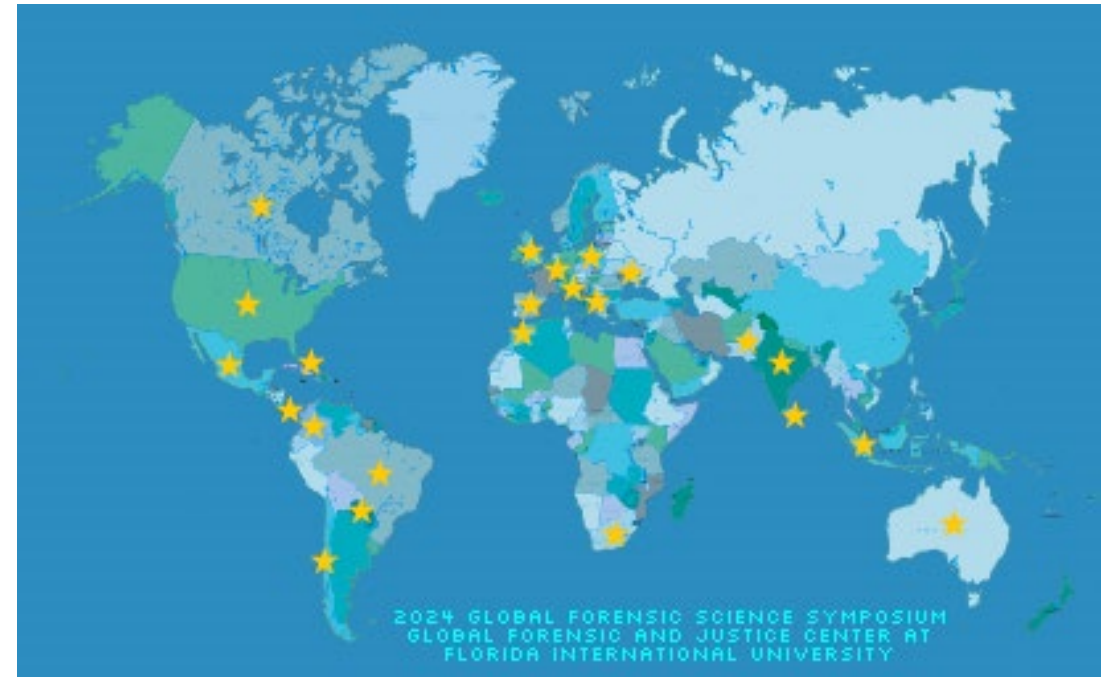 2024 GLOBAL FORENSIC SCIENCE SYMPOSIUM
GLOBAL FORENSIC AND JUSTICE CENTER AT
FLORIDA INTERNATIONAL UNIVERSITY